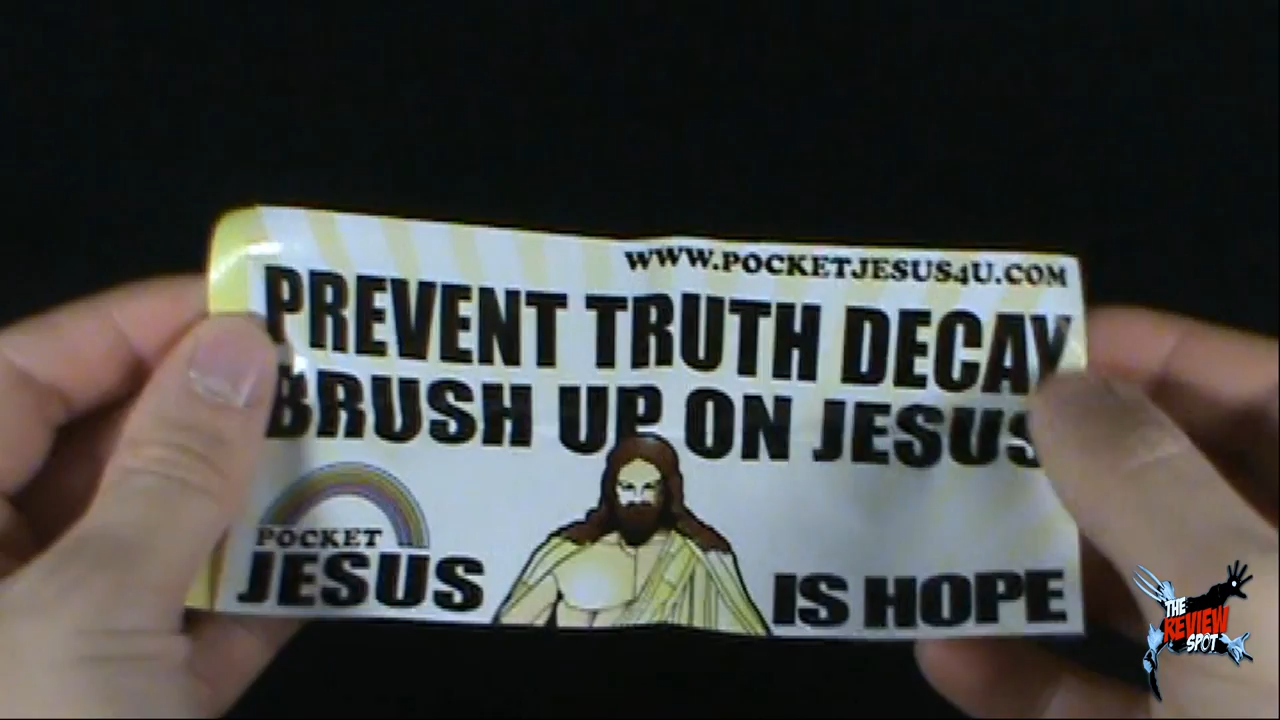 WWW.POCKETJESUS4U.COM
PREVENT TRUTH DECAY
BRUSH UP ON JESUS
POCKET
JESUS
IS HOPE
THE
REVIEW
SPOT